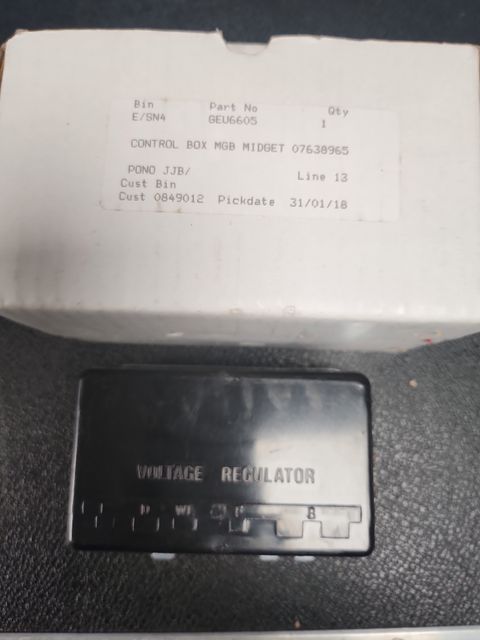 Bin Part No Qty
E/SN4 GEU6605 1
CONTROL BOX MGB MIDGET 07638965
PONO JJB/ Line 13
Cust Bin
Cust 0849012 Pickdate 31/01/18
VOLTAGE REGULATOR
D WL F B